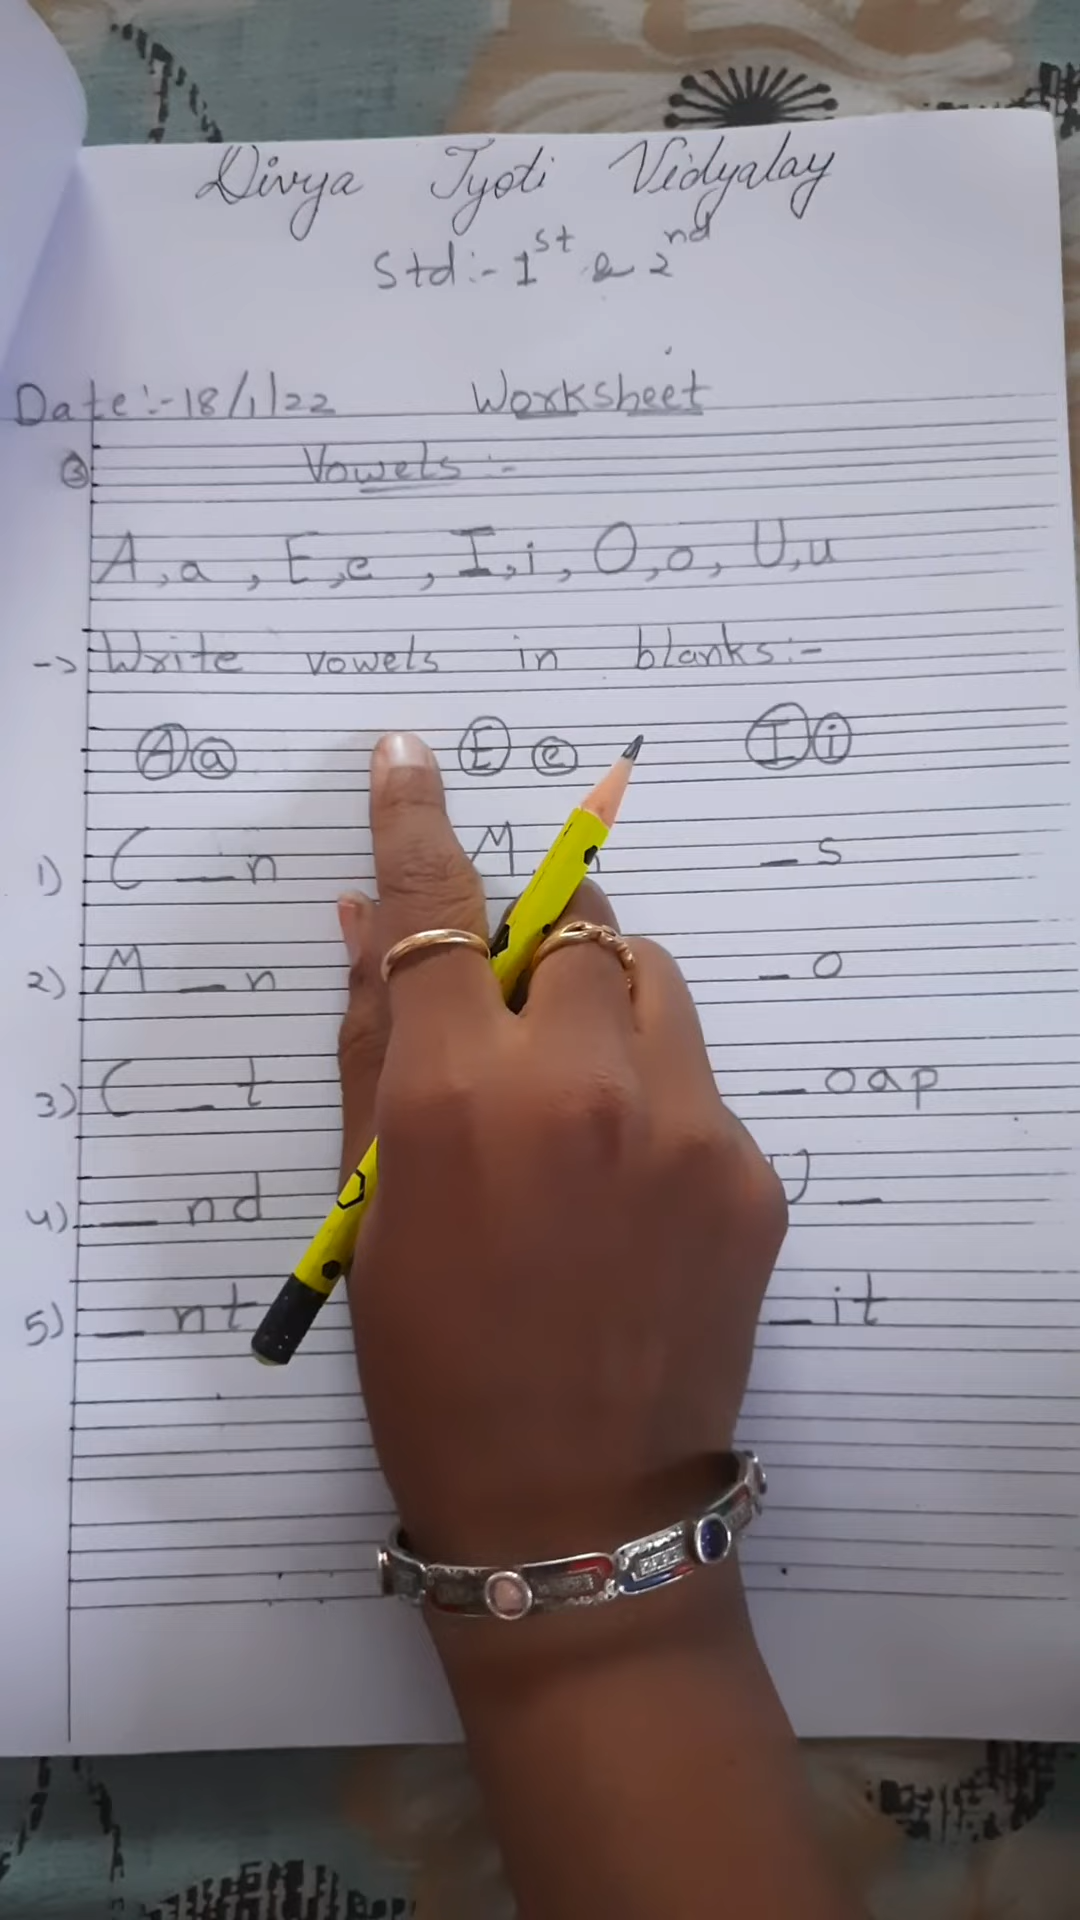 Divya Jyoti Vidyalay
Std:- 1st & 2nd
Date:- 18/1/22 Worksheet
③ Vowels :-
A, a, E, e, I, i, O, o, U, u
-> Write vowels in blanks:-
A a E e I i
1) C _ n M _ s
2) M _ n _ o
3) C _ t _ oap
4) _ nd U _
5) _ nt _ it